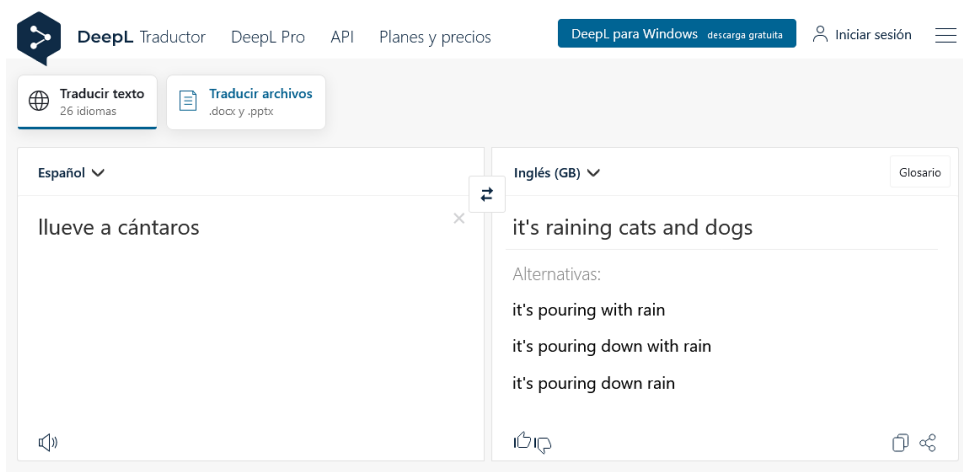 DeepL Traductor DeepL Pro API Planes y precios DeepL para Windows descarga gratuita Iniciar sesión
Traducir texto
26 idiomas
Traducir archivos
.docx y .pptx
Español
Inglés (GB) Glosario
llueve a cántaros
it's raining cats and dogs
Alternativas:
it's pouring with rain
it's pouring down with rain
it's pouring down rain